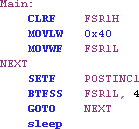 Main:
CLRF FSR1H
MOVLW 0x40
MOVWF FSR1L
NEXT
SETF POSTINC1
BTFSS FSR1L, 4
GOTO NEXT
sleep